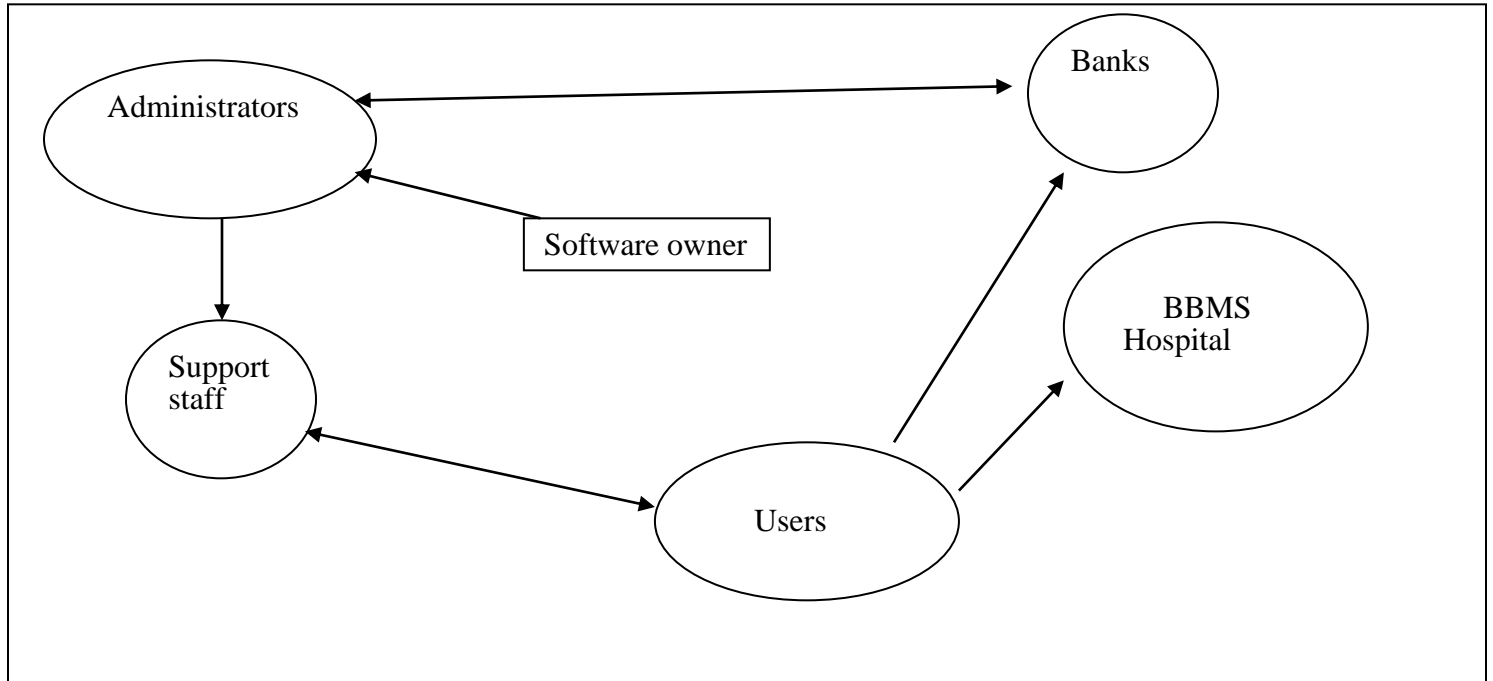 Banks
Administrators
Software owner
BBMS
Hospital
Support
staff
Users